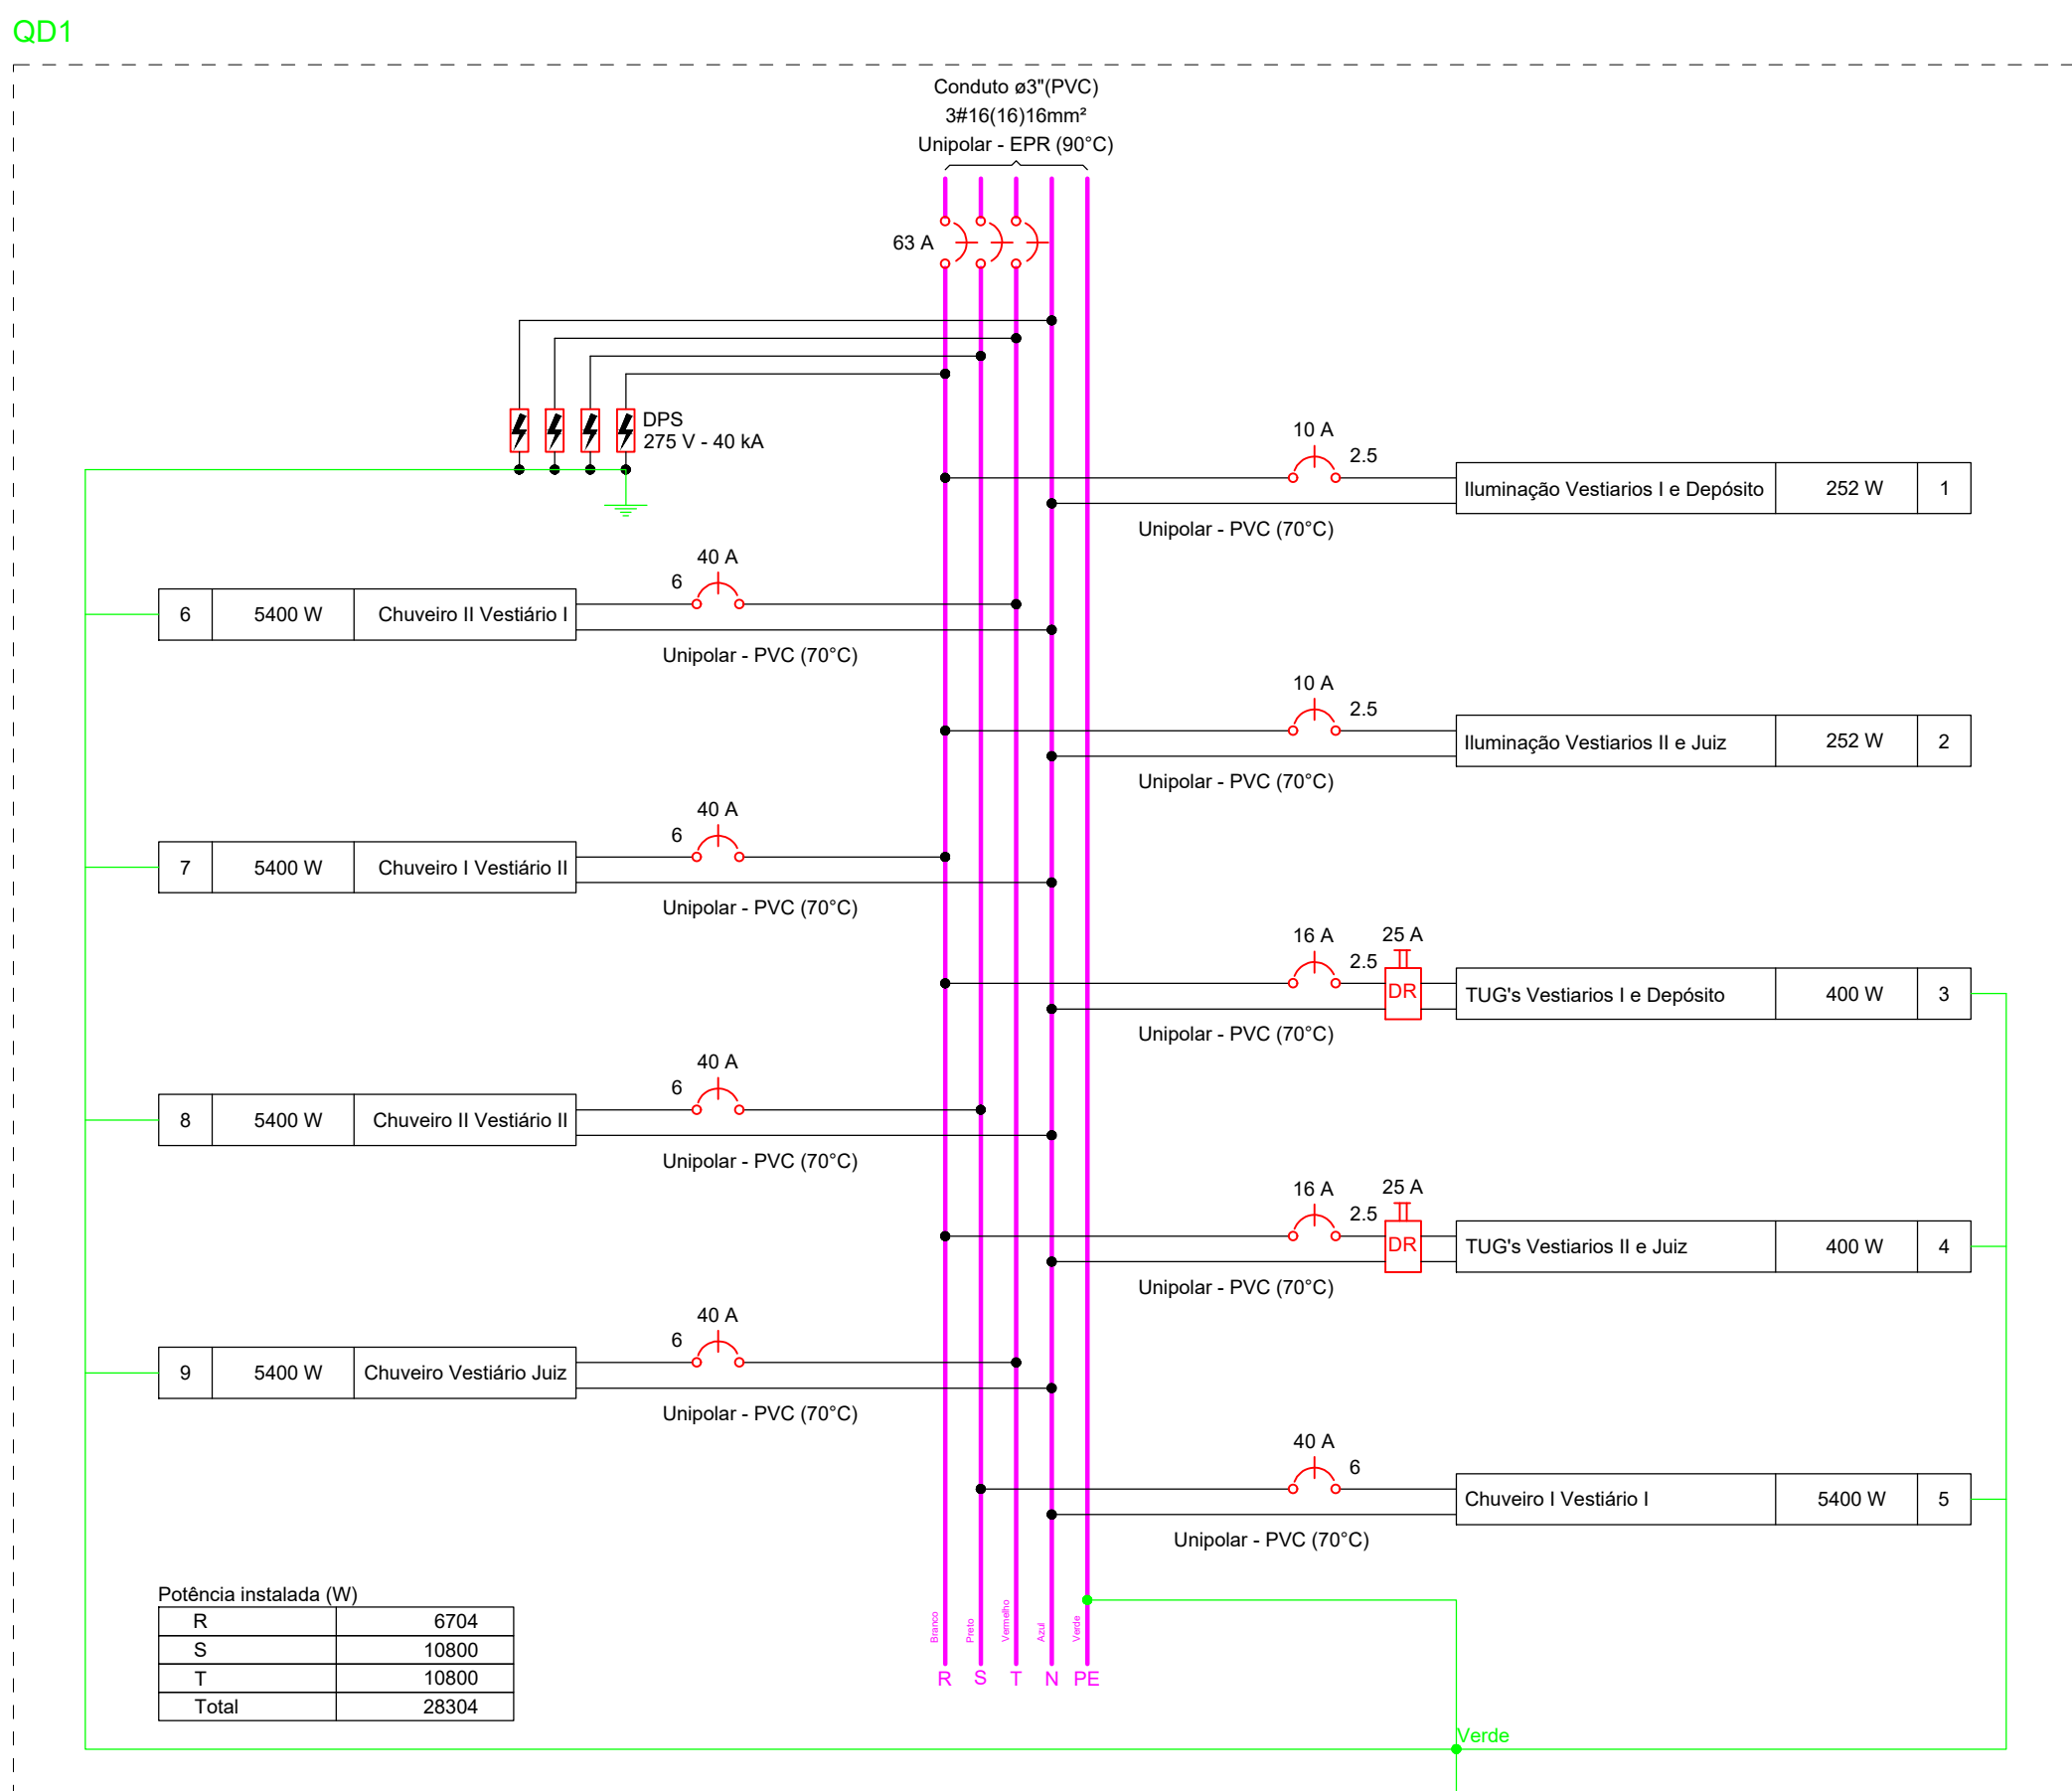 QD1
Conduto ø3"(PVC)
3#16(16)16mm²
Unipolar - EPR (90°C)
63 A
DPS
275 V - 40 kA
10 A
2.5
Iluminação Vestiarios I e Depósito 252 W 1
Unipolar - PVC (70°C)
40 A
6
6 5400 W Chuveiro II Vestiário I
Unipolar - PVC (70°C)
10 A
2.5
Iluminação Vestiarios II e Juiz 252 W 2
Unipolar - PVC (70°C)
40 A
6
7 5400 W Chuveiro I Vestiário II
Unipolar - PVC (70°C)
16 A 25 A
2.5
DR
TUG's Vestiarios I e Depósito 400 W 3
Unipolar - PVC (70°C)
40 A
6
8 5400 W Chuveiro II Vestiário II
Unipolar - PVC (70°C)
16 A 25 A
2.5
DR
TUG's Vestiarios II e Juiz 400 W 4
Unipolar - PVC (70°C)
40 A
6
9 5400 W Chuveiro Vestiário Juiz
Unipolar - PVC (70°C)
40 A
6
Chuveiro I Vestiário I 5400 W 5
Unipolar - PVC (70°C)
Potência instalada (W)
R 6704
S 10800
T 10800
Total 28304
Branco
Preto
Vermelho
Azul
Verde
R S T N PE
Verde